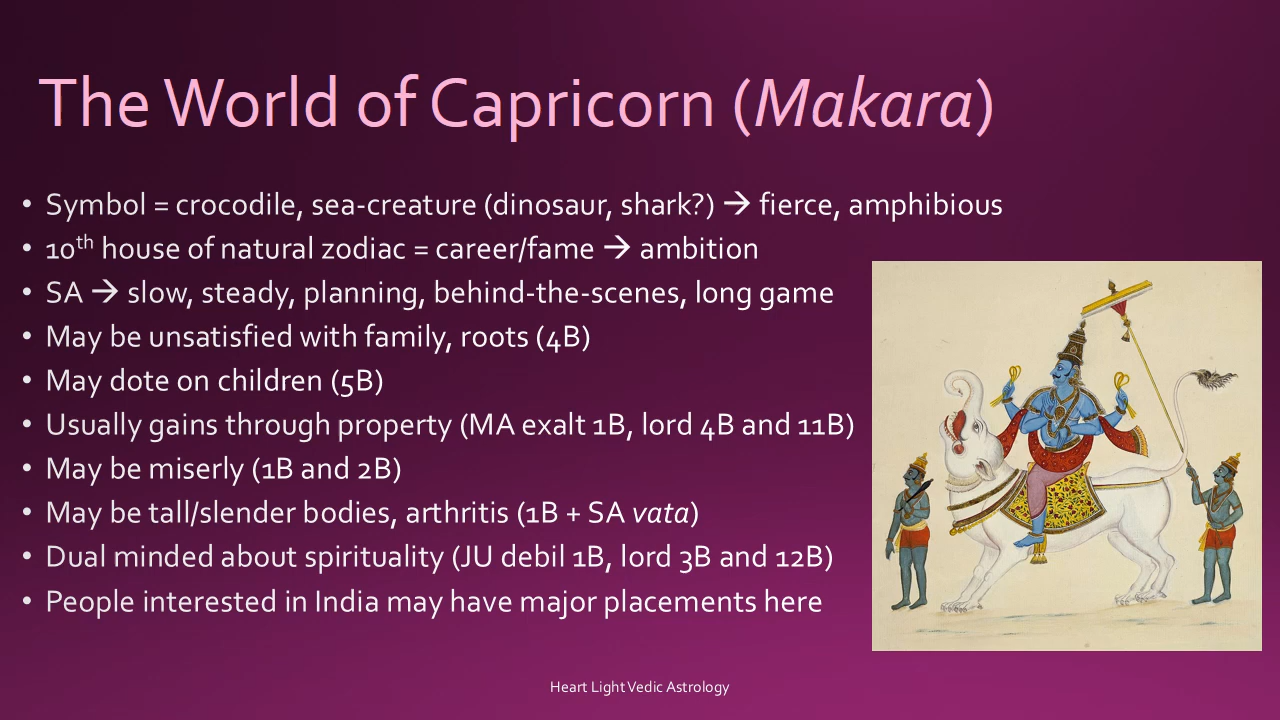 The World of Capricorn (Makara)
• Symbol = crocodile, sea-creature (dinosaur, shark?) → fierce, amphibious
• 10th house of natural zodiac = career/fame → ambition
• SA → slow, steady, planning, behind-the-scenes, long game
• May be unsatisfied with family, roots (4B)
• May dote on children (5B)
• Usually gains through property (MA exalt 1B, lord 4B and 11B)
• May be miserly (1B and 2B)
• May be tall/slender bodies, arthritis (1B + SA vata)
• Dual minded about spirituality (JU debil 1B, lord 3B and 12B)
• People interested in India may have major placements here
Heart Light Vedic Astrology